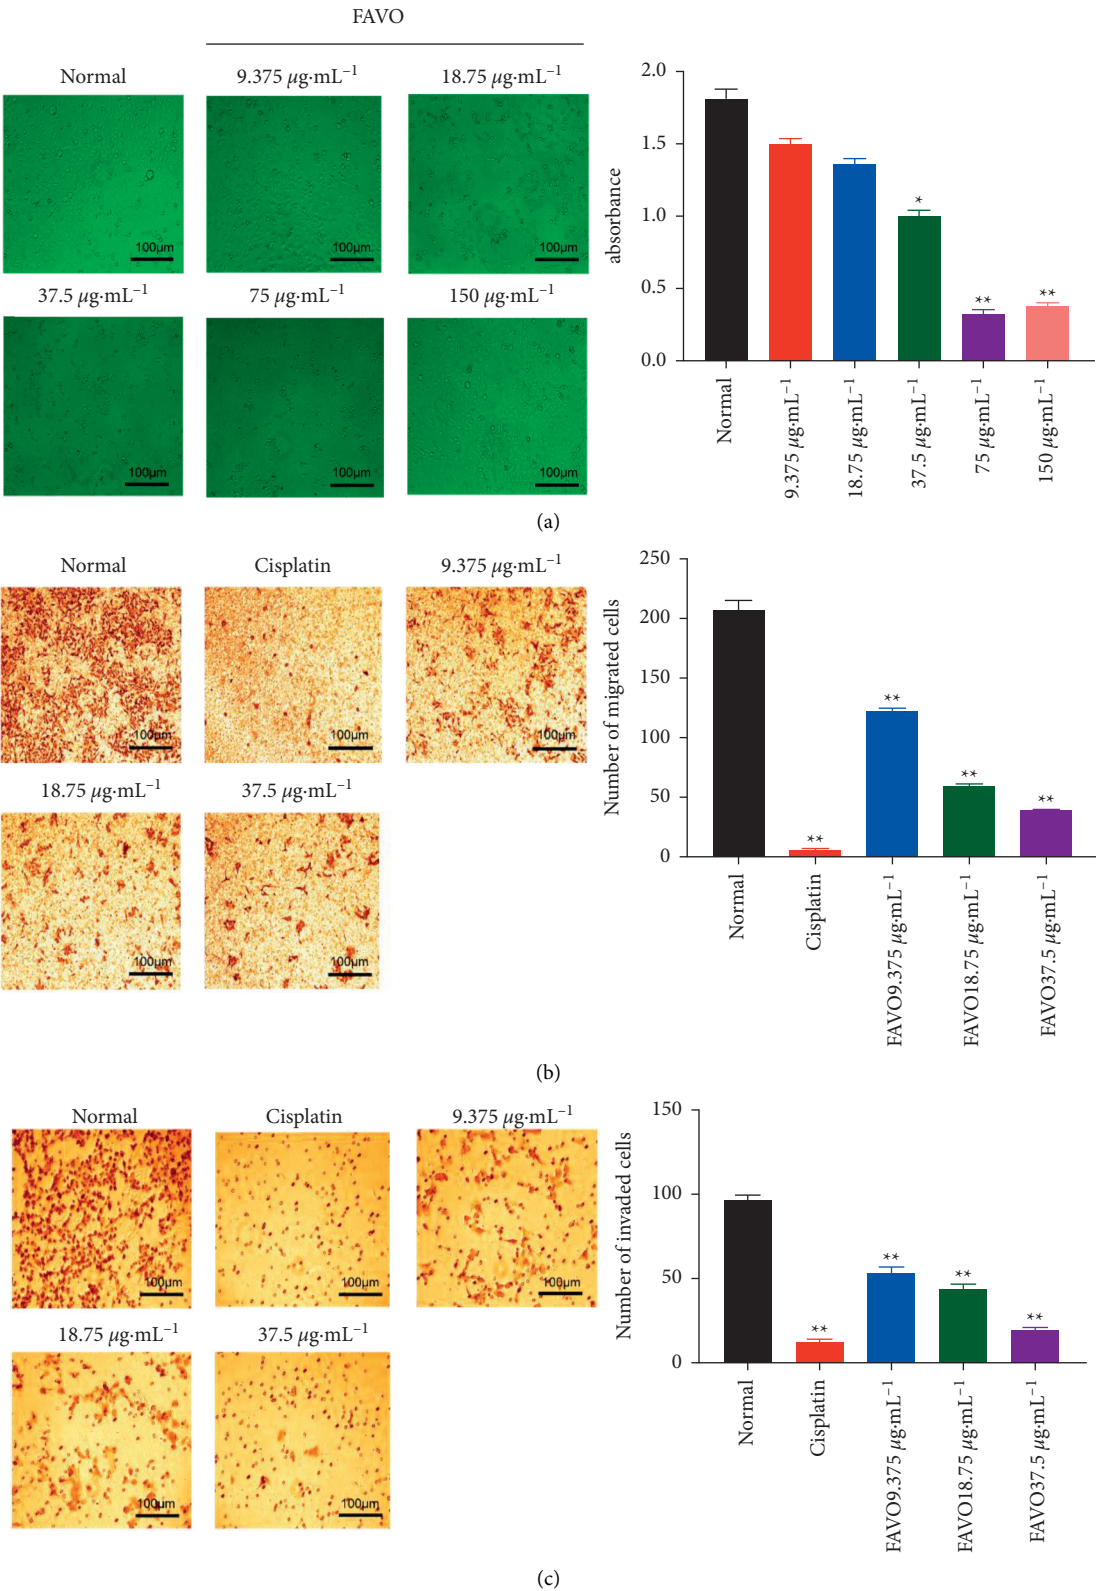 FAVO
Normal
9.375 µg·mL⁻¹
18.75 µg·mL⁻¹
100µm
100µm
100µm
37.5 µg·mL⁻¹
75 µg·mL⁻¹
150 µg·mL⁻¹
100µm
100µm
100µm
absorbance
2.0
1.5
1.0
0.5
0.0
*
**
**
Normal
9.375 µg·mL⁻¹
18.75 µg·mL⁻¹
37.5 µg·mL⁻¹
75 µg·mL⁻¹
150 µg·mL⁻¹
(a)
Normal
Cisplatin
9.375 µg·mL⁻¹
100µm
100µm
100µm
18.75 µg·mL⁻¹
37.5 µg·mL⁻¹
100µm
100µm
Number of migrated cells
250
200
150
100
50
0
**
**
**
**
Normal
Cisplatin
FAVO9.375 µg·mL⁻¹
FAVO18.75 µg·mL⁻¹
FAVO37.5 µg·mL⁻¹
(b)
Normal
Cisplatin
9.375 µg·mL⁻¹
100µm
100µm
100µm
18.75 µg·mL⁻¹
37.5 µg·mL⁻¹
100µm
100µm
Number of invaded cells
150
100
50
0
**
**
**
**
Normal
Cisplatin
FAVO9.375 µg·mL⁻¹
FAVO18.75 µg·mL⁻¹
FAVO37.5 µg·mL⁻¹
(c)